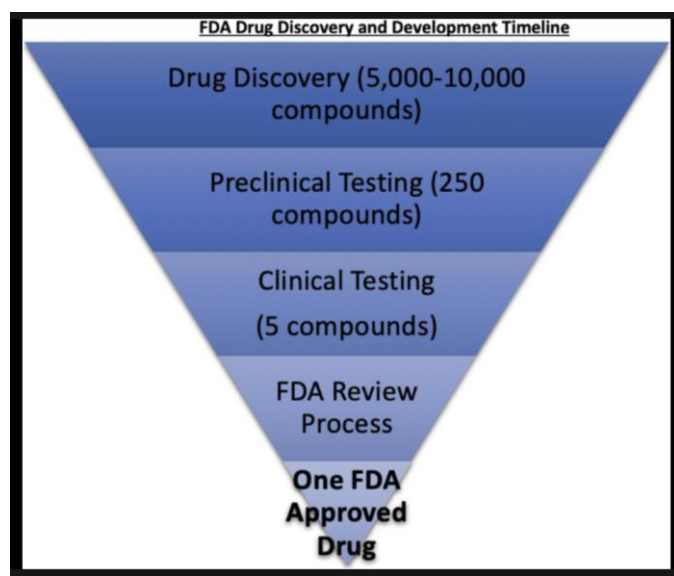 FDA Drug Discovery and Development Timeline
Drug Discovery (5,000-10,000
compounds)
Preclinical Testing (250
compounds)
Clinical Testing
(5 compounds)
FDA Review
Process
One FDA
Approved
Drug